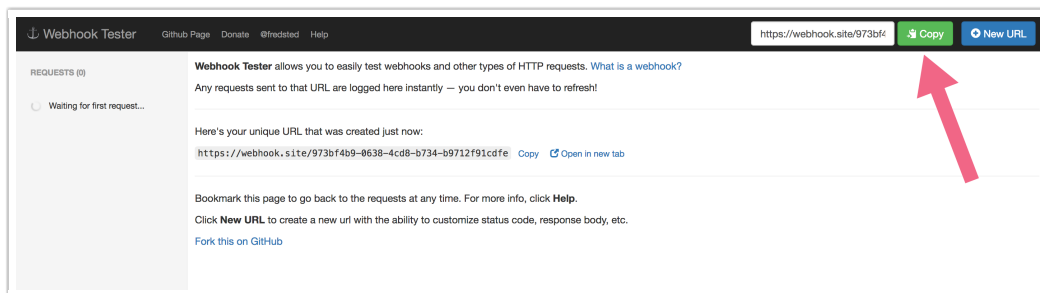 Webhook Tester Github Page Donate @fredsted Help https://webhook.site/973bf4 Copy New URL
REQUESTS (0)
Waiting for first request...
Webhook Tester allows you to easily test webhooks and other types of HTTP requests. What is a webhook?
Any requests sent to that URL are logged here instantly — you don't even have to refresh!
Here's your unique URL that was created just now:
https://webhook.site/973bf4b9-0638-4cd8-b734-b9712f91cdfe Copy Open in new tab
Bookmark this page to go back to the requests at any time. For more info, click Help.
Click New URL to create a new url with the ability to customize status code, response body, etc.
Fork this on GitHub